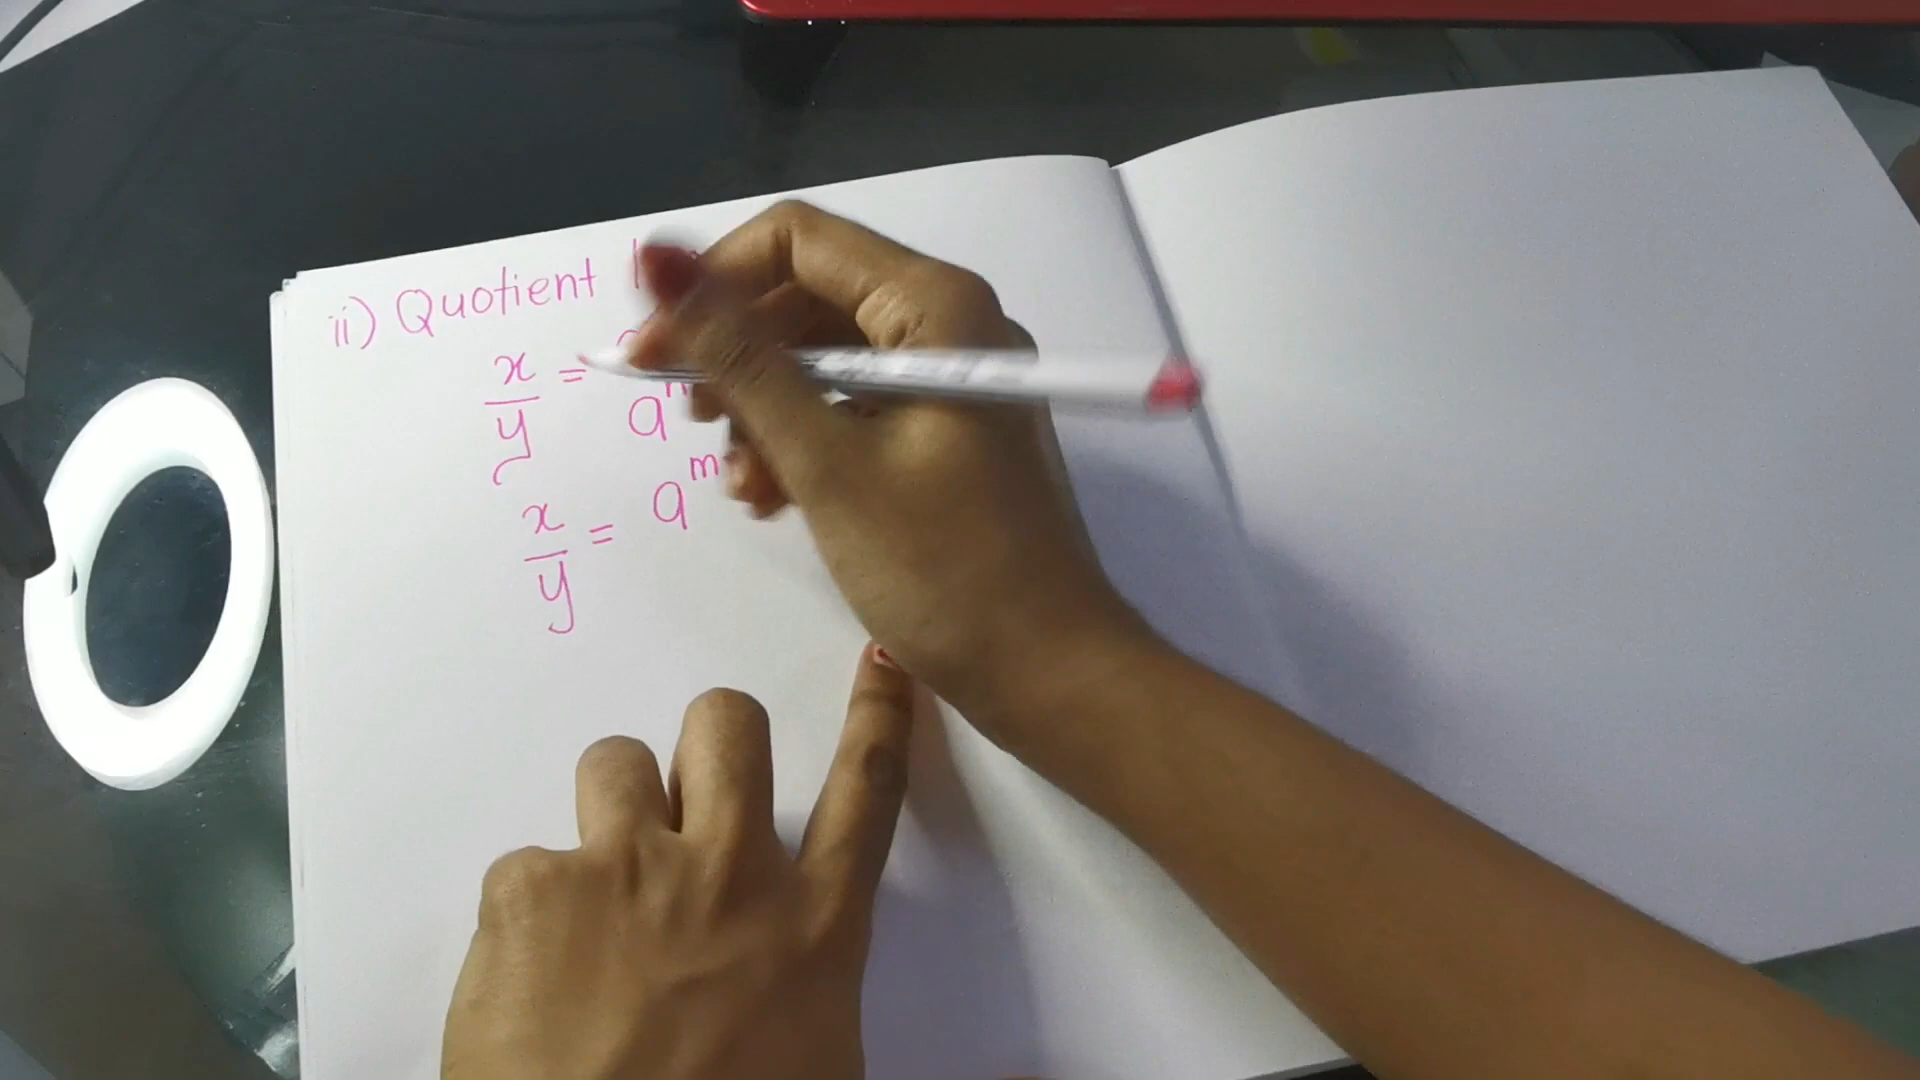 ii) Quotient
x/y =
a
x/y = a^m